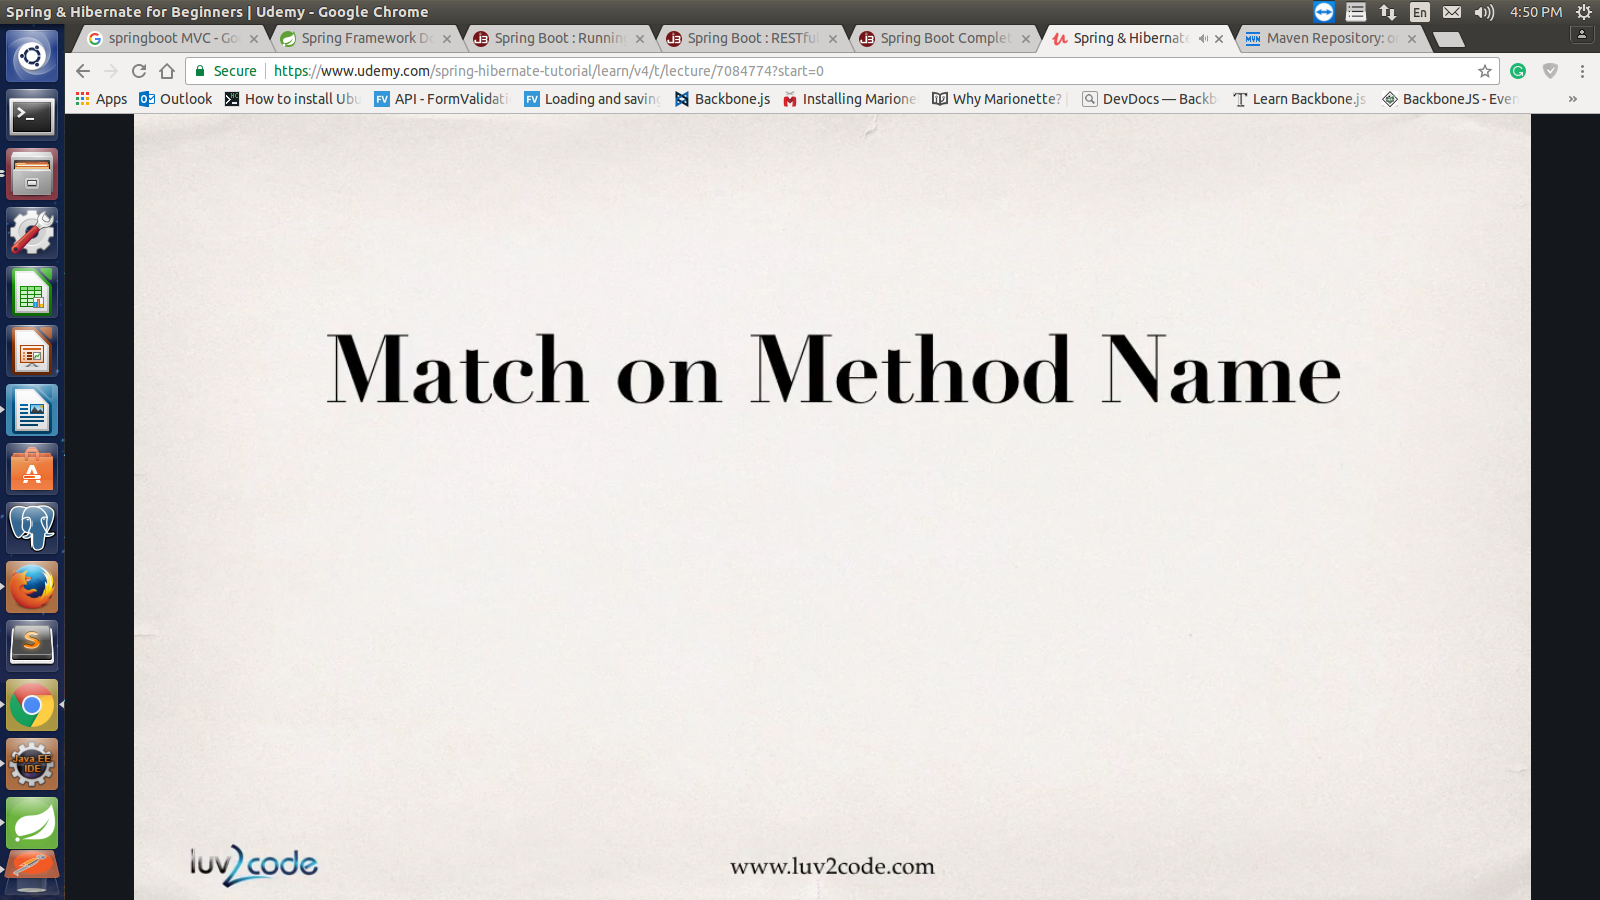 Spring & Hibernate for Beginners | Udemy - Google Chrome
En
4:50 PM
springboot MVC - Go
Spring Framework D
Spring Boot : Runnin
Spring Boot : RESTfu
Spring Boot Complet
Spring & Hibernate
Maven Repository: o
Secure
https://www.udemy.com/spring-hibernate-tutorial/learn/v4/t/lecture/7084774?start=0
Apps
Outlook
How to install Ubu
FV
API - FormValidati
FV
Loading and saving
Backbone.js
Installing Marione
Why Marionette?
DevDocs — Backb
Learn Backbone.js
BackboneJS - Ever
»
Match on Method Name
Java EE
IDE
luv2code
www.luv2code.com